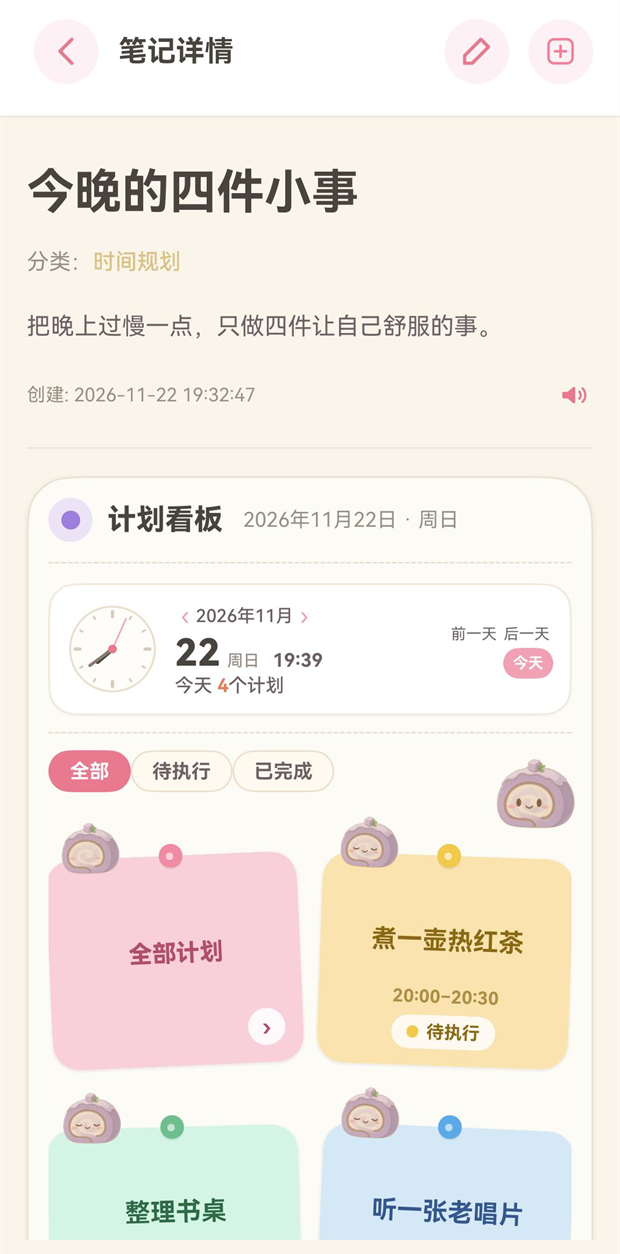 笔记详情
今晚的四件小事
分类：时间规划
把晚上过慢一点，只做四件让自己舒服的事。
创建: 2026-11-22 19:32:47
计划看板 2026年11月22日 · 周日
‹ 2026年11月 ›
前一天 后一天
22 周日 19:39
今天
今天 4个计划
全部 待执行 已完成
全部计划
›
煮一壶热红茶
20:00-20:30
待执行
整理书桌
听一张老唱片